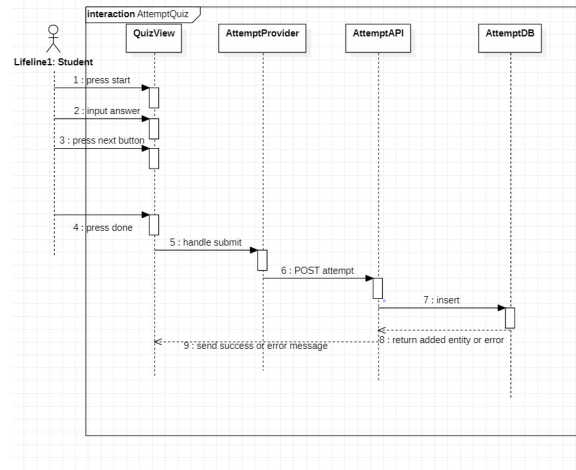 interaction AttemptQuiz
QuizView
AttemptProvider
AttemptAPI
AttemptDB
Lifeline1: Student
1 : press start
2 : input answer
3 : press next button
4 : press done
5 : handle submit
6 : POST attempt
7 : insert
8 : return added entity or error
9 : send success or error message